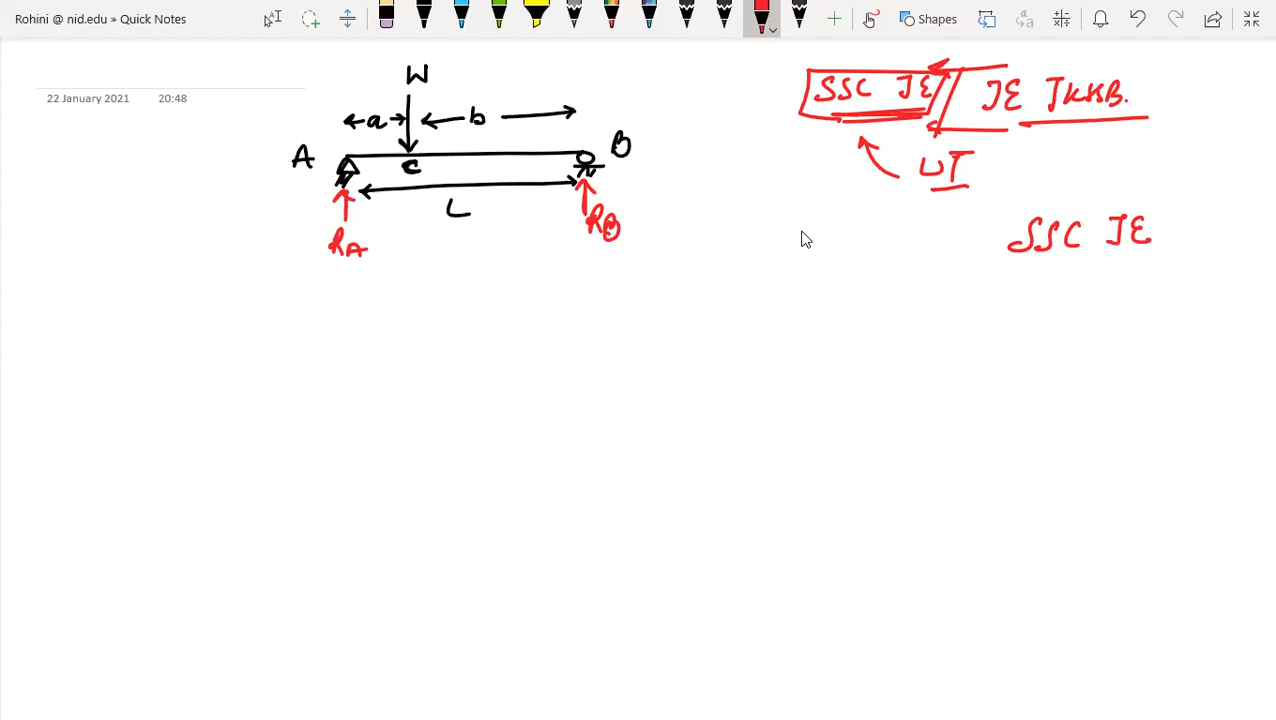 Rohini @ nid.edu » Quick Notes
Shapes
22 January 2021 20:48
W
a b
A B
C
L
RA RB
SSC JE JE JKSSB.
UT
SSC JE